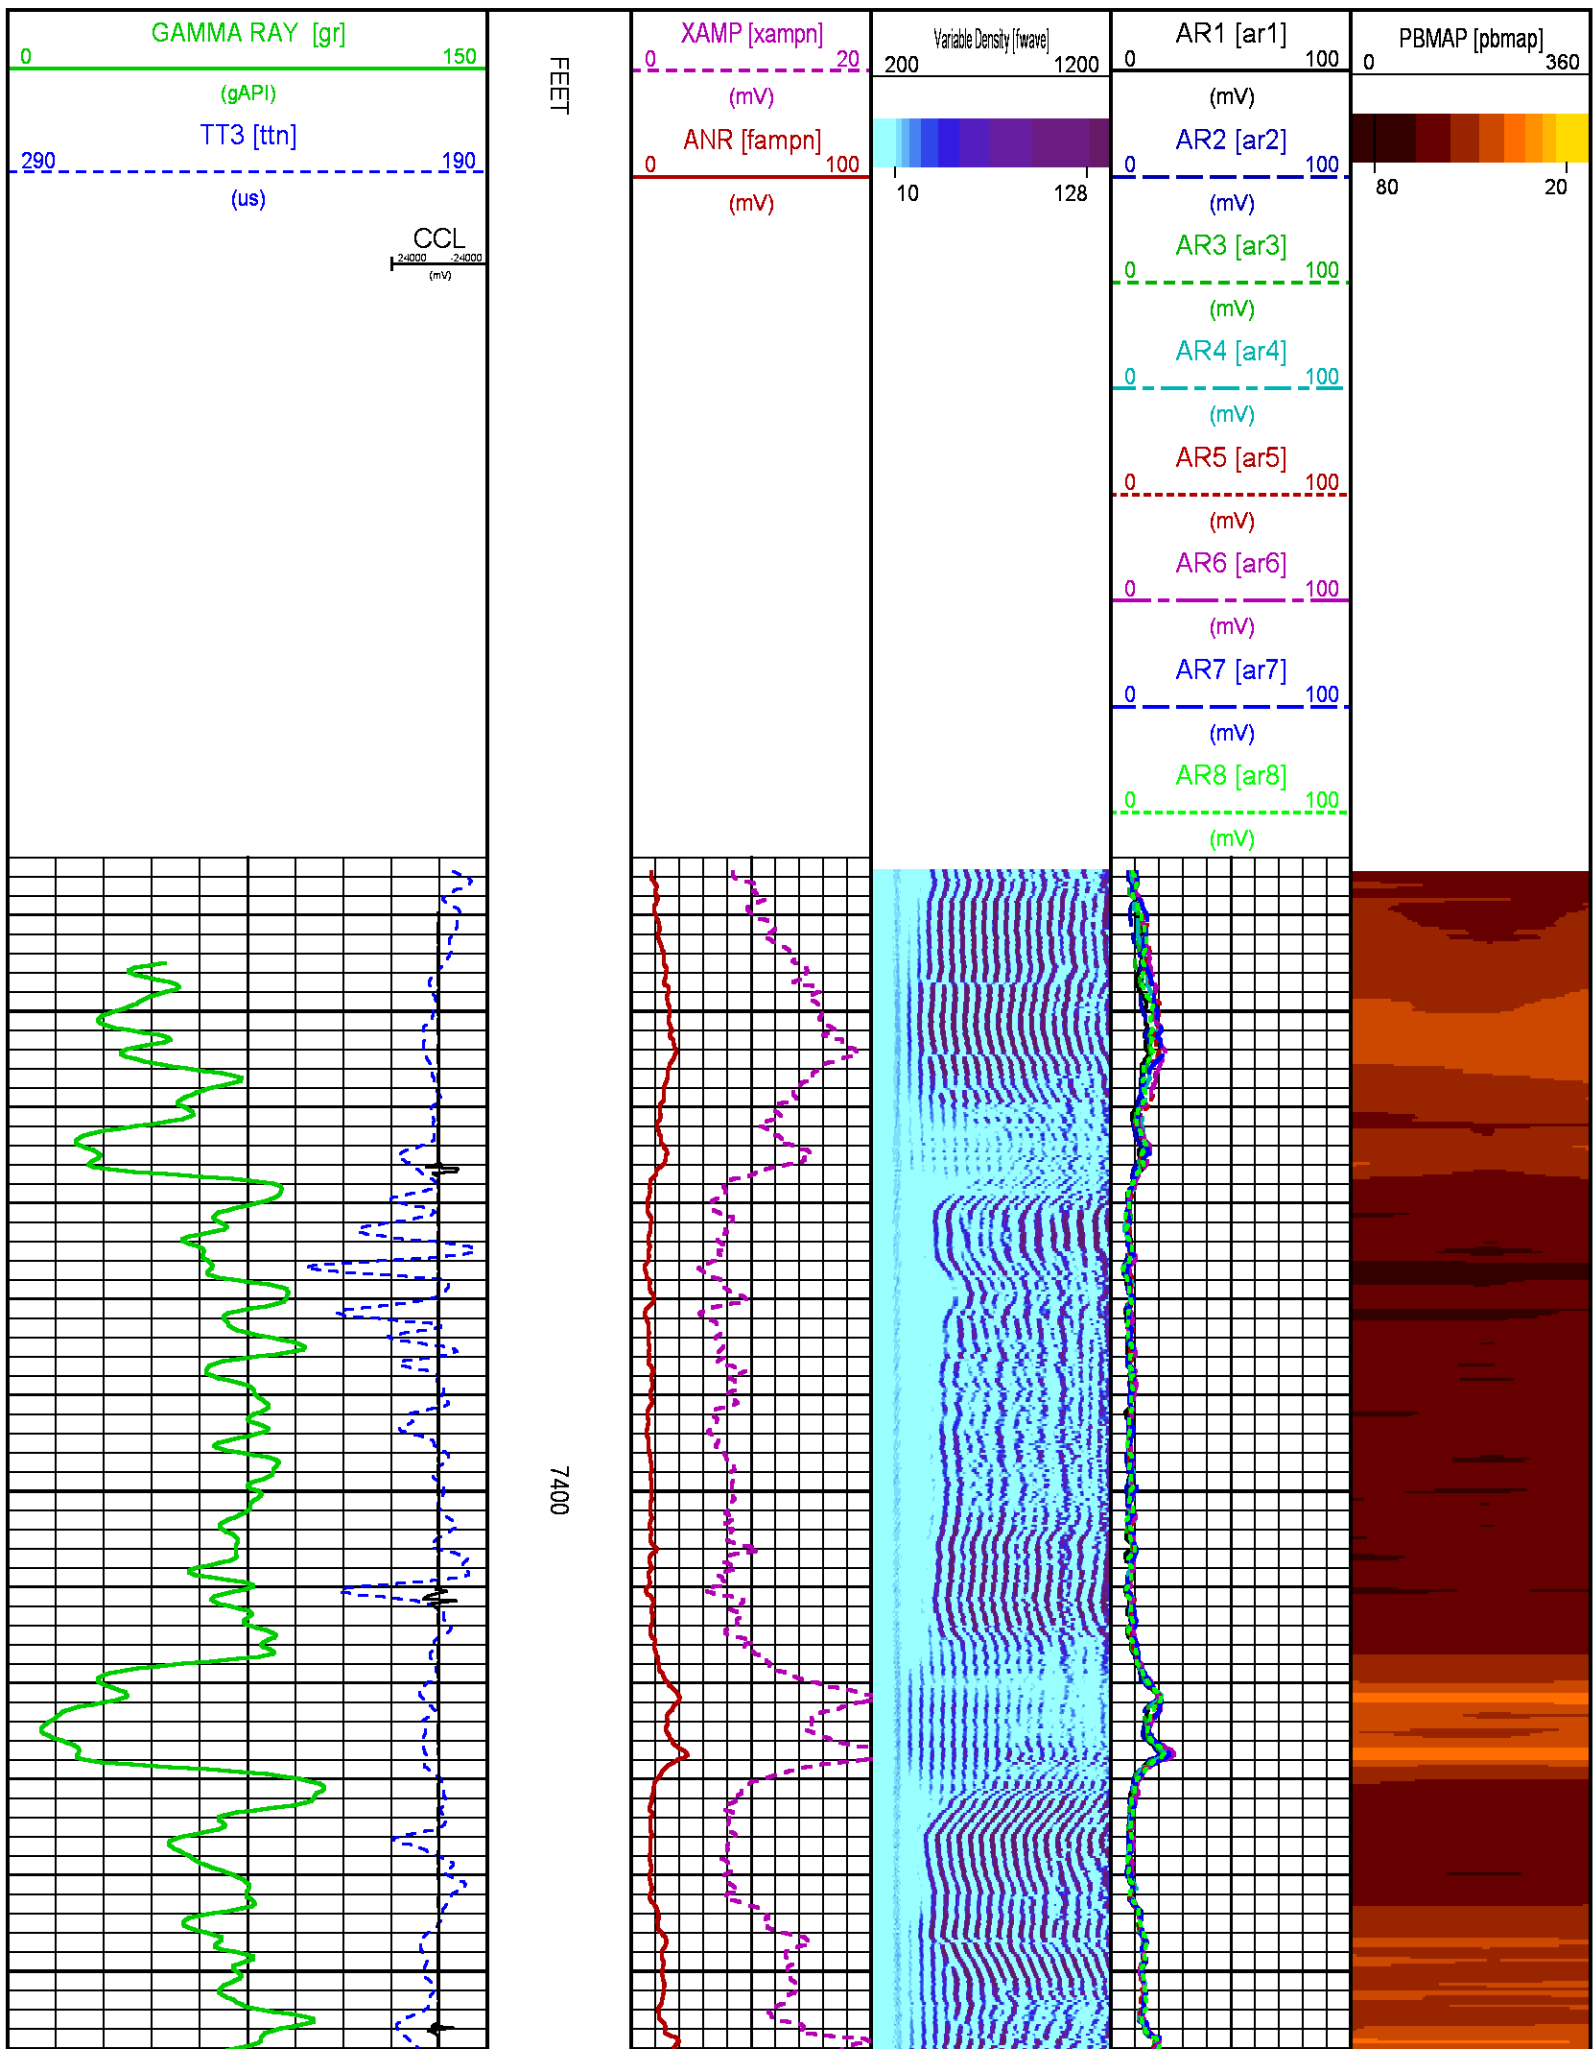 GAMMA RAY [gr]
0 150
(gAPI)
TT3 [ttn]
290 190
(us)
CCL
24000 -24000
(mV)
FEET
7400
XAMP [xampn]
0 20
(mV)
ANR [fampn]
0 100
(mV)
Variable Density [fwave]
200 1200
10 128
AR1 [ar1]
0 100
(mV)
AR2 [ar2]
0 100
(mV)
AR3 [ar3]
0 100
(mV)
AR4 [ar4]
0 100
(mV)
AR5 [ar5]
0 100
(mV)
AR6 [ar6]
0 100
(mV)
AR7 [ar7]
0 100
(mV)
AR8 [ar8]
0 100
(mV)
PBMAP [pbmap]
0 360
80 20